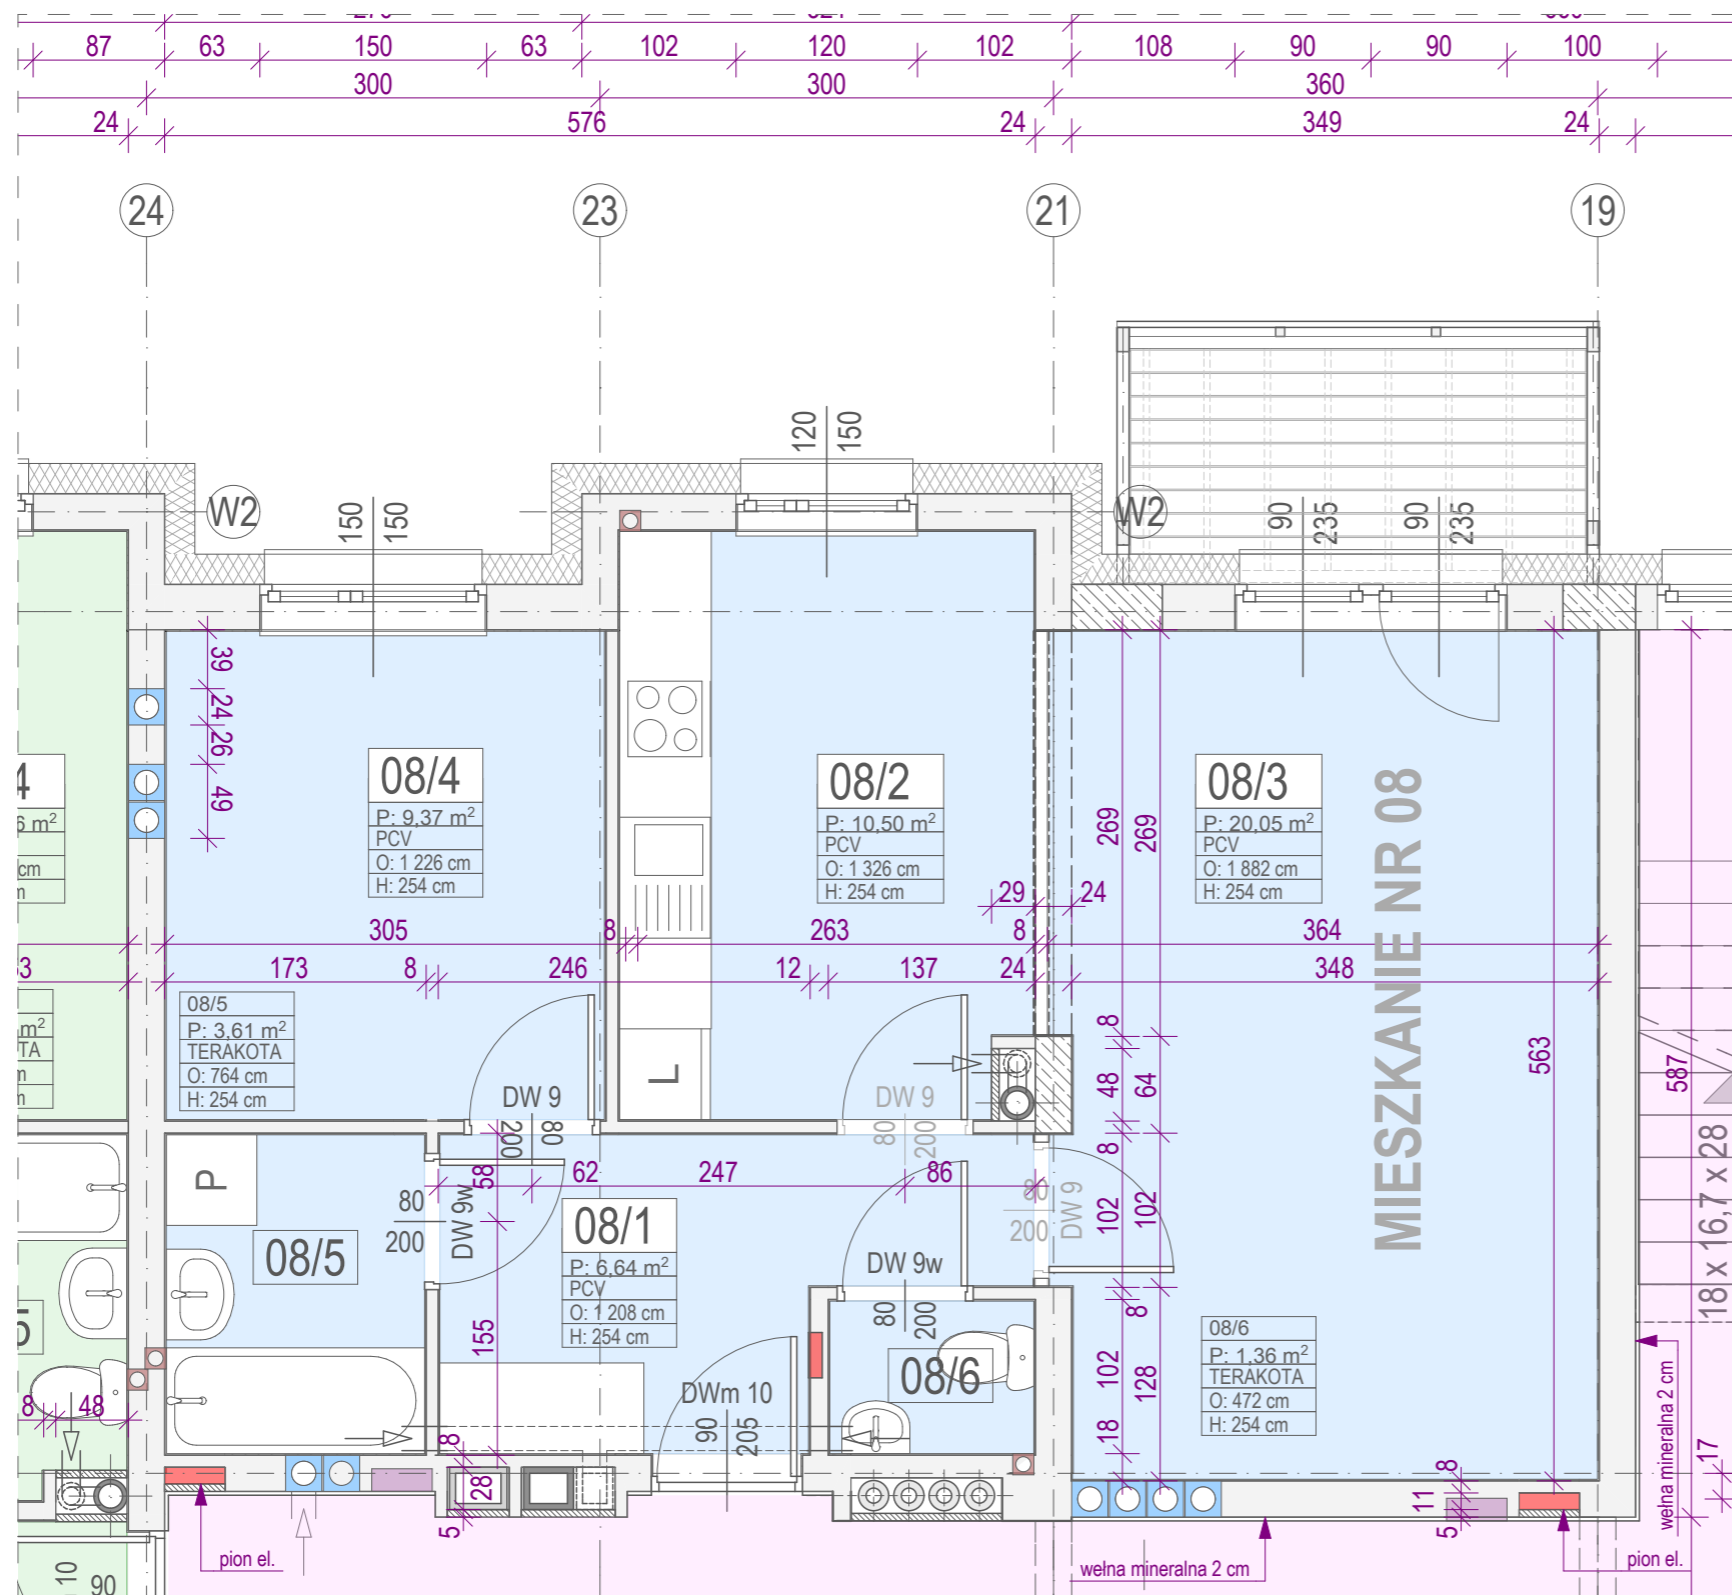 87 63 150 63 102 120 102 108 90 90 100
300 300 360
24 576 24 349 24
24 23 21 19
120 150
W2 150 150 W2 90 235 90 235
39
24
26
49
08/4
P: 9,37 m²
PCV
O: 1 226 cm
H: 254 cm
08/2
P: 10,50 m²
PCV
O: 1 326 cm
H: 254 cm
08/3
P: 20,05 m²
PCV
O: 1 882 cm
H: 254 cm
MIESZKANIE NR 08
269 269
29 24
305 8 263 8 364
173 8 246 12 137 24 348
08/5
P: 3,61 m²
TERAKOTA
O: 764 cm
H: 254 cm
L
8
48 64
8
563
587
DW 9
80
200
DW 9
80
200
58 62 247 86
P
80
200
DW 9w
80
200
DW 9
102 102
18 x 16,7 x 28
08/5
08/1
P: 6,64 m²
PCV
O: 1 208 cm
H: 254 cm
DW 9w
80
200
155
8
102 128
18
08/6
08/6
P: 1,36 m²
TERAKOTA
O: 472 cm
H: 254 cm
DWm 10
90
205
8 48
8
28
5
8
11
5
17
wełna mineralna 2 cm
pion el.
wełna mineralna 2 cm
pion el.
10
90